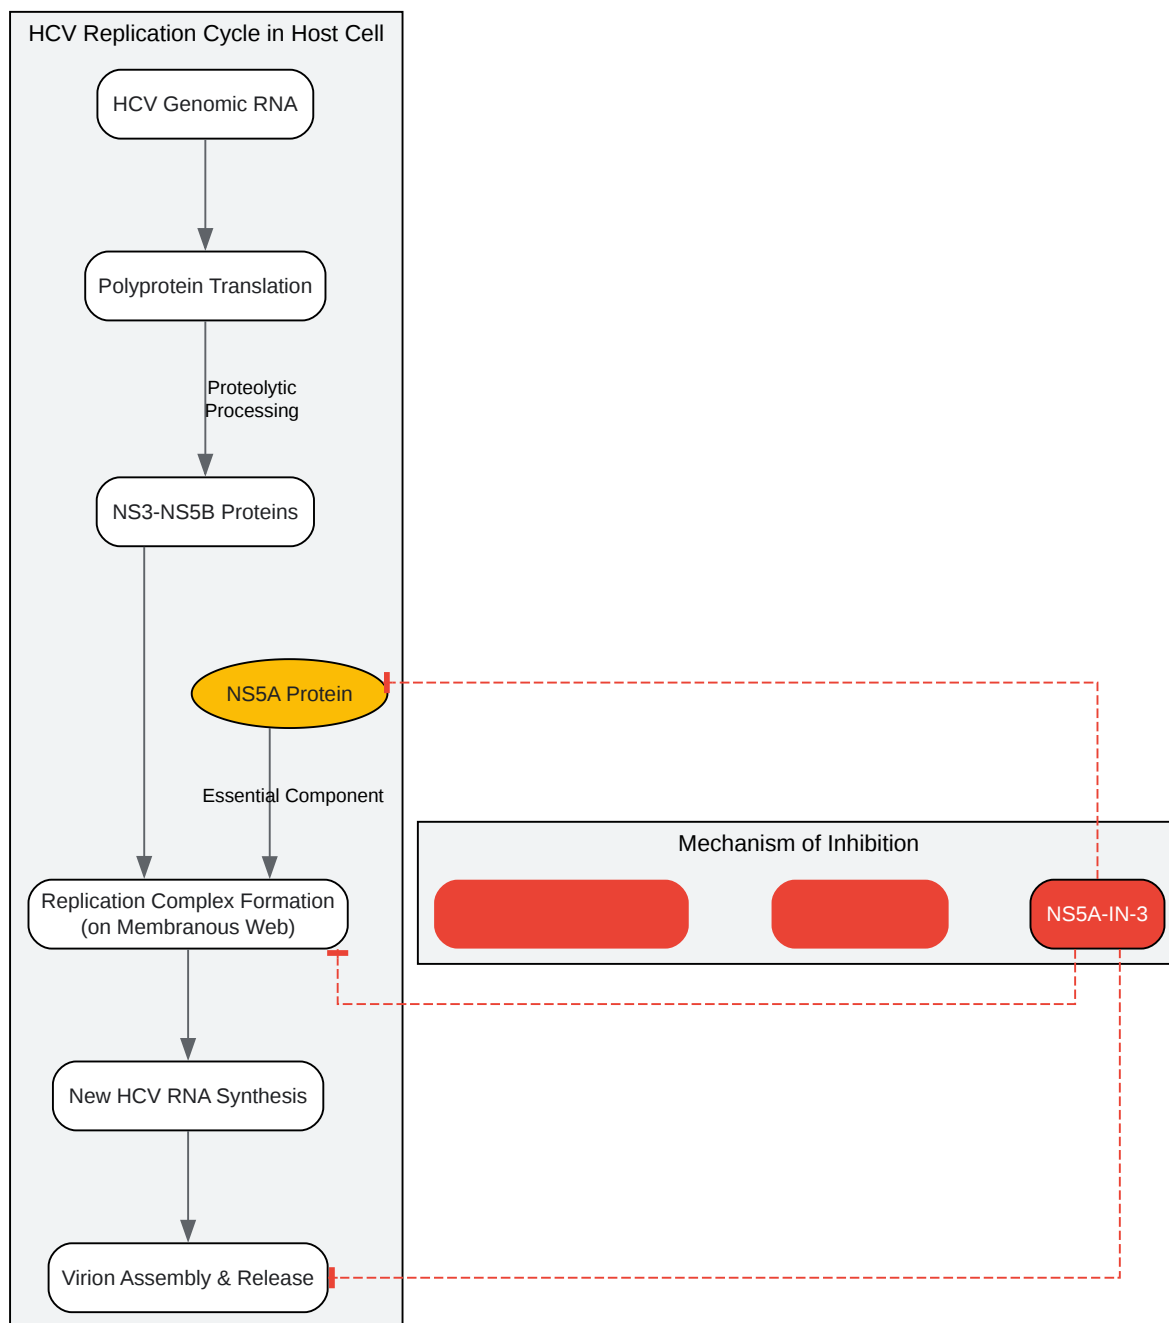 HCV Replication Cycle in Host Cell
HCV Genomic RNA
Polyprotein Translation
Proteolytic
Processing
NS3-NS5B Proteins
NS5A Protein
Essential Component
Mechanism of Inhibition
Replication Complex Formation
(on Membranous Web)
NS5A-IN-3
New HCV RNA Synthesis
Virion Assembly & Release